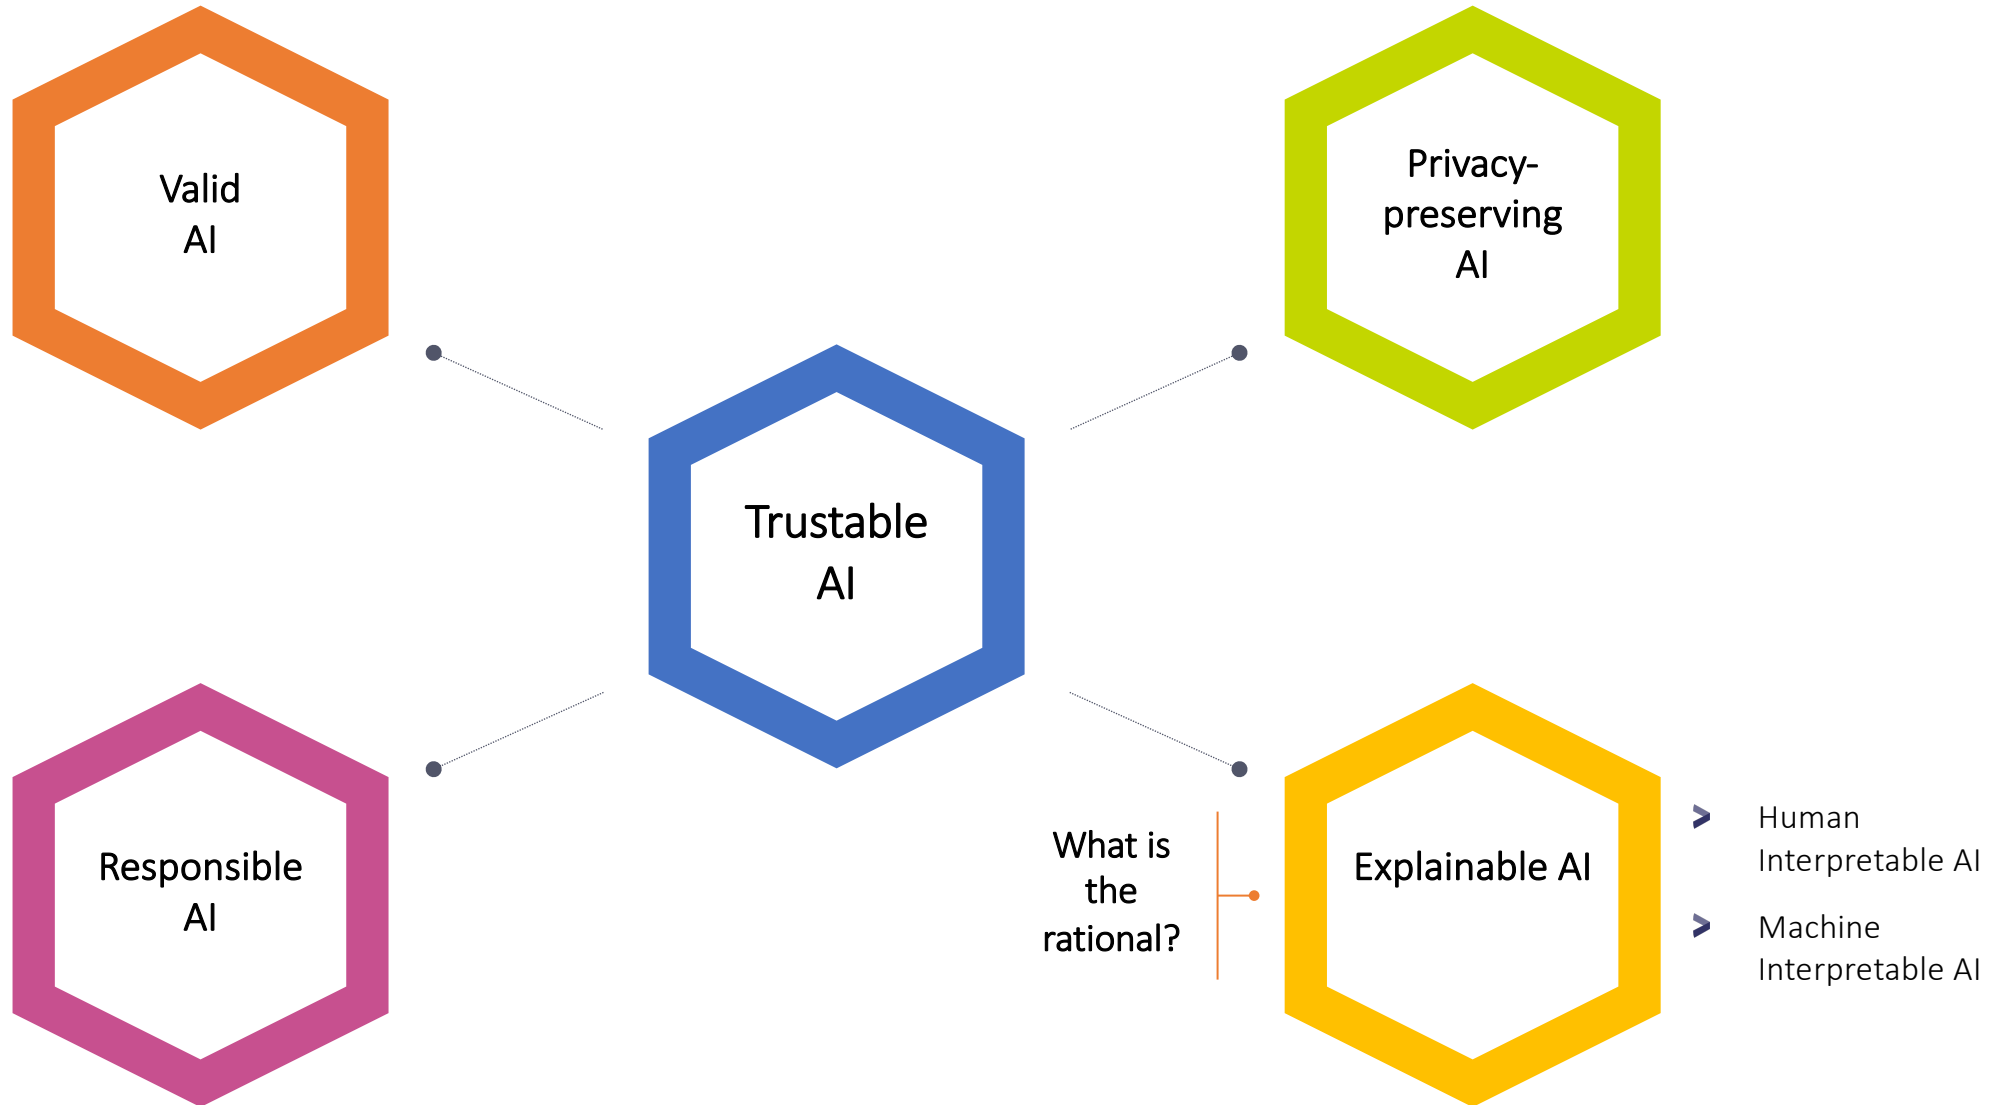 Valid
AI
Privacy-
preserving
AI
Trustable
AI
Responsible
AI
What is
the
rational?
Explainable AI
Human
Interpretable AI
Machine
Interpretable AI